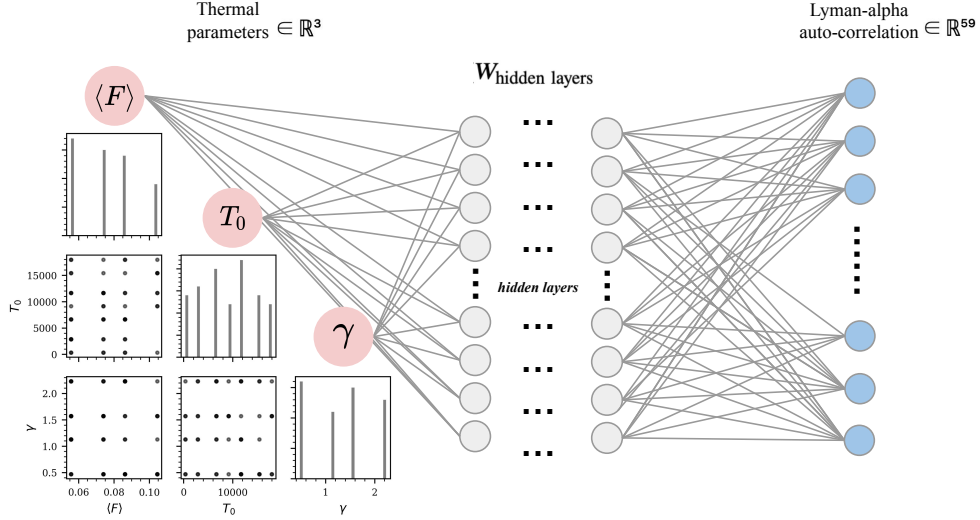 Thermal
parameters ∈ ℝ³
Lyman-alpha
auto-correlation ∈ ℝ⁵⁹
W hidden layers
⟨F⟩
T₀
γ
hidden layers
T₀
15000
10000
5000
0
γ
2.0
1.5
1.0
0.5
0.06 0.08 0.10
⟨F⟩
0 10000
T₀
1 2
γ